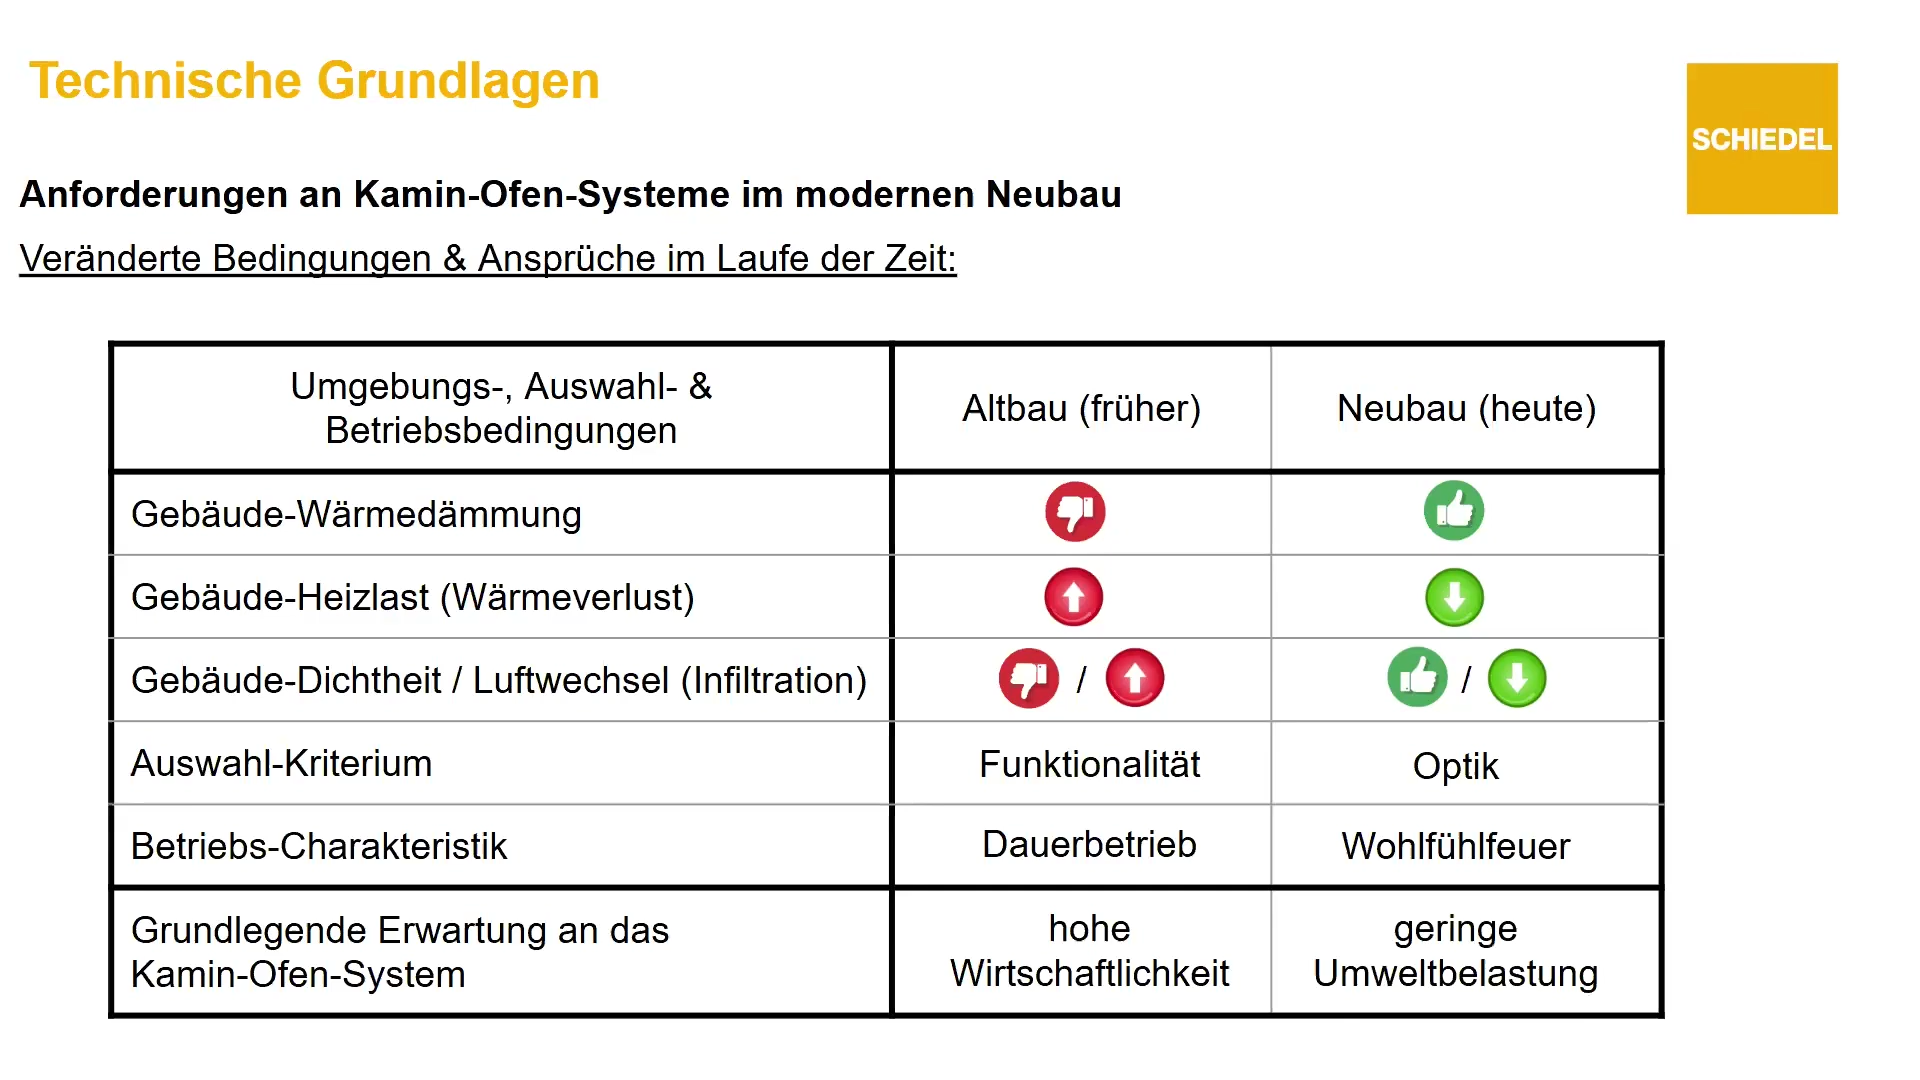 Technische Grundlagen
SCHIEDEL
Anforderungen an Kamin-Ofen-Systeme im modernen Neubau
Veränderte Bedingungen & Ansprüche im Laufe der Zeit:
Umgebungs-, Auswahl- &
Betriebsbedingungen
Altbau (früher)
Neubau (heute)
Gebäude-Wärmedämmung
Gebäude-Heizlast (Wärmeverlust)
Gebäude-Dichtheit / Luftwechsel (Infiltration)
/
/
Auswahl-Kriterium
Funktionalität
Optik
Betriebs-Charakteristik
Dauerbetrieb
Wohlfühlfeuer
Grundlegende Erwartung an das
Kamin-Ofen-System
hohe
Wirtschaftlichkeit
geringe
Umweltbelastung